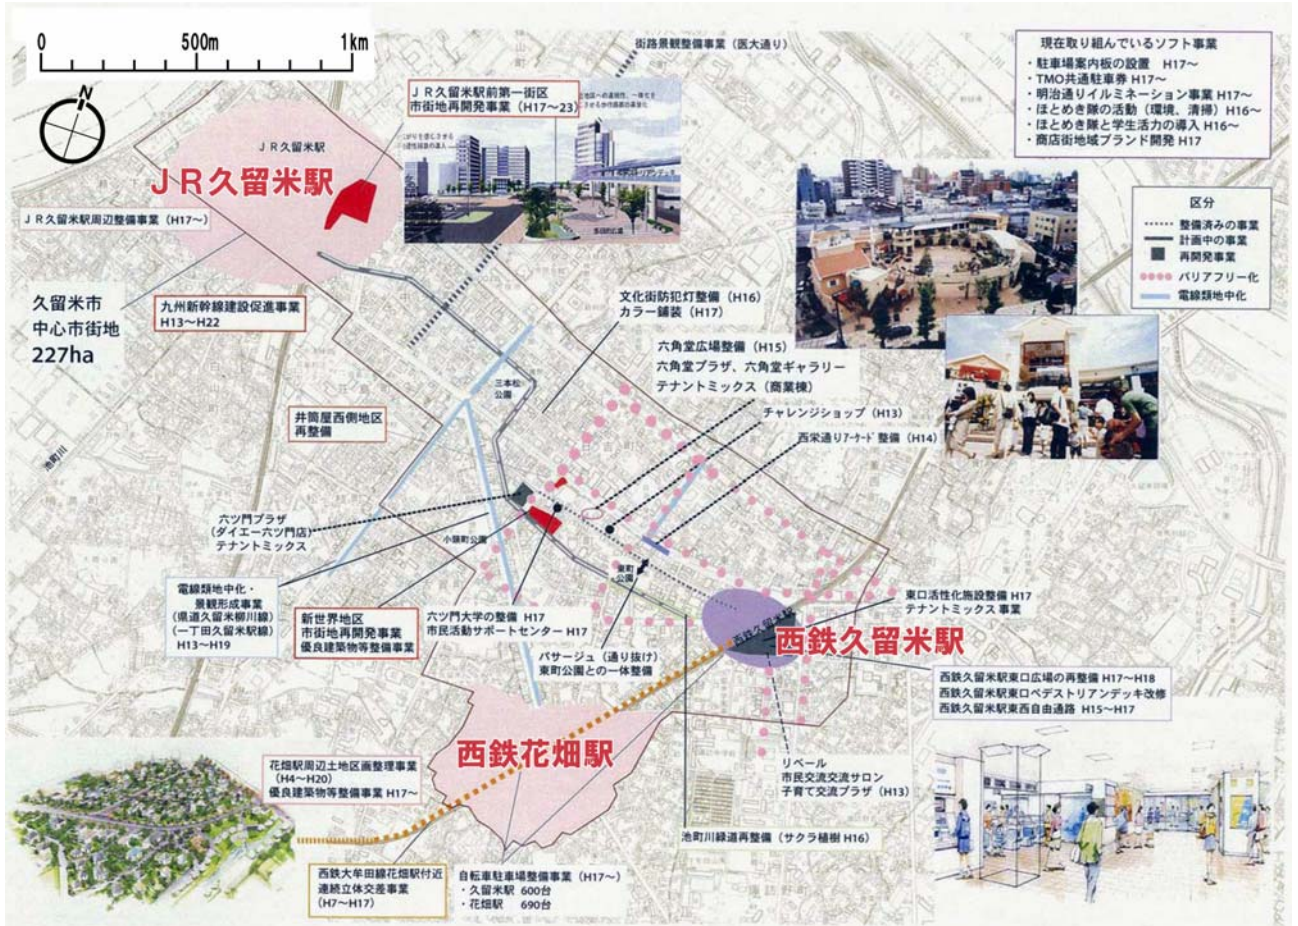 0 500m 1km
N
街路景観整備事業（医大通り）
現在取り組んでいるソフト事業
・駐車場案内板の設置 H17～
・TMO共通駐車券 H17～
・明治通りイルミネーション事業 H17～
・ほとめき隊の活動（環境、清掃）H16～
・ほとめき隊と学生活力の導入 H16～
・商店街地域ブランド開発 H17
ＪＲ久留米駅前第一街区
市街地再開発事業（H17～23）
ＪＲ久留米駅
ＪＲ久留米駅
ＪＲ久留米駅周辺整備事業（H17～）
区分
整備済みの事業
計画中の事業
再開発事業
バリアフリー化
電線類地中化
久留米市
中心市街地
227ha
九州新幹線建設促進事業
H13～H22
文化街防犯灯整備（H16）
カラー舗装（H17）
六角堂広場整備（H15）
六角堂プラザ、六角堂ギャラリー
テナントミックス（商業棟）
三本松
公園
チャレンジショップ（H13）
西栄通りアーケード整備（H14）
井筒屋西側地区
再整備
池町川
六ツ門プラザ
（ダイエー六ツ門店）
テナントミックス
小頭町公園
東町
公園
電線類地中化・
景観形成事業
（県道久留米柳川線）
（一丁田久留米駅線）
H13～H19
新世界地区
市街地再開発事業
優良建築物等整備事業
六ツ門大学の整備 H17
市民活動サポートセンター H17
パサージュ（通り抜け）
東町公園との一体整備
東口活性化施設整備 H17
テナントミックス事業
西鉄久留米駅
西鉄久留米駅
西鉄久留米駅東口広場の再整備 H17～H18
西鉄久留米駅東口ペデストリアンデッキ改修
西鉄久留米駅東西自由通路 H15～H17
西鉄花畑駅
花畑駅周辺土地区画整理事業
（H4～H20）
優良建築物等整備事業 H17～
リベール
市民交流交流サロン
子育て交流プラザ（H13）
池町川緑道再整備（サクラ植樹 H16）
西鉄大牟田線花畑駅付近
連続立体交差事業
（H7～H17）
自転車駐車場整備事業（H17～）
・久留米駅 600台
・花畑駅 690台